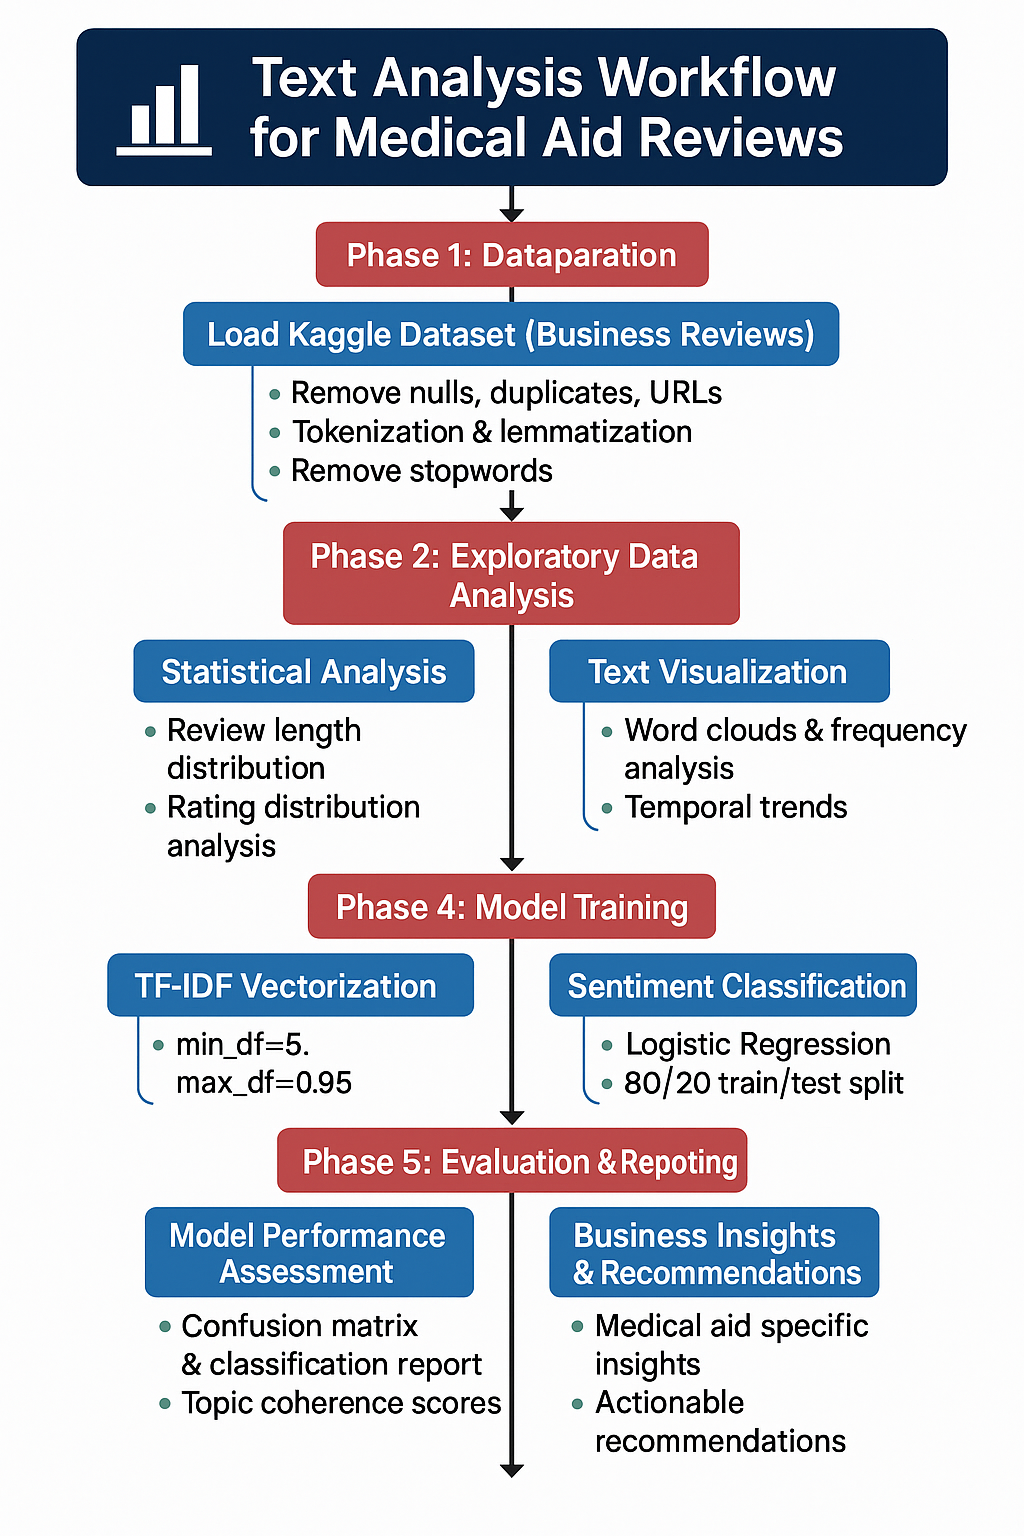 Text Analysis Workflow
for Medical Aid Reviews
Phase 1: Dataparation
Load Kaggle Dataset (Business Reviews)
• Remove nulls, duplicates, URLs
• Tokenization & lemmatization
• Remove stopwords
Phase 2: Exploratory Data
Analysis
Statistical Analysis
• Review length
distribution
• Rating distribution
analysis
Text Visualization
• Word clouds & frequency
analysis
• Temporal trends
Phase 4: Model Training
TF-IDF Vectorization
• min_df=5.
max_df=0.95
Sentiment Classification
• Logistic Regression
• 80/20 train/test split
Phase 5: Evaluation & Repoting
Model Performance
Assessment
• Confusion matrix
& classification report
• Topic coherence scores
Business Insights
& Recommendations
• Medical aid specific
insights
• Actionable
recommendations